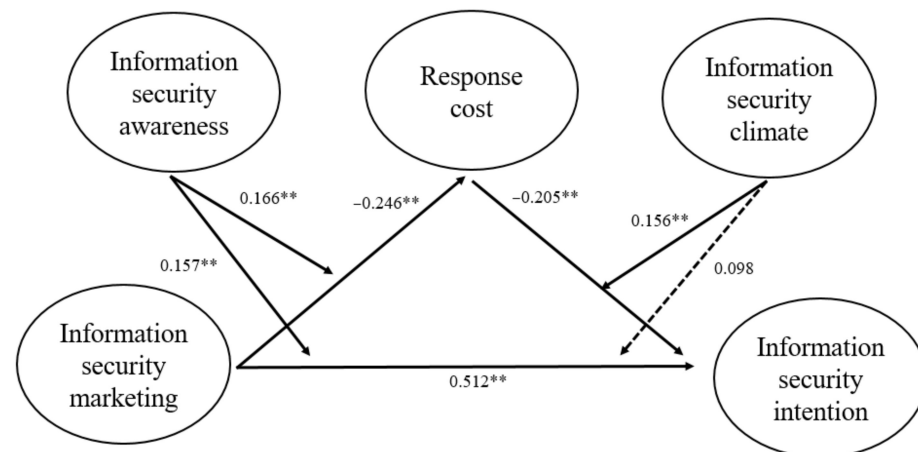 Information
security
awareness
Response
cost
Information
security
climate
0.166**
−0.246**
−0.205**
0.156**
0.157**
0.098
Information
security
marketing
0.512**
Information
security
intention